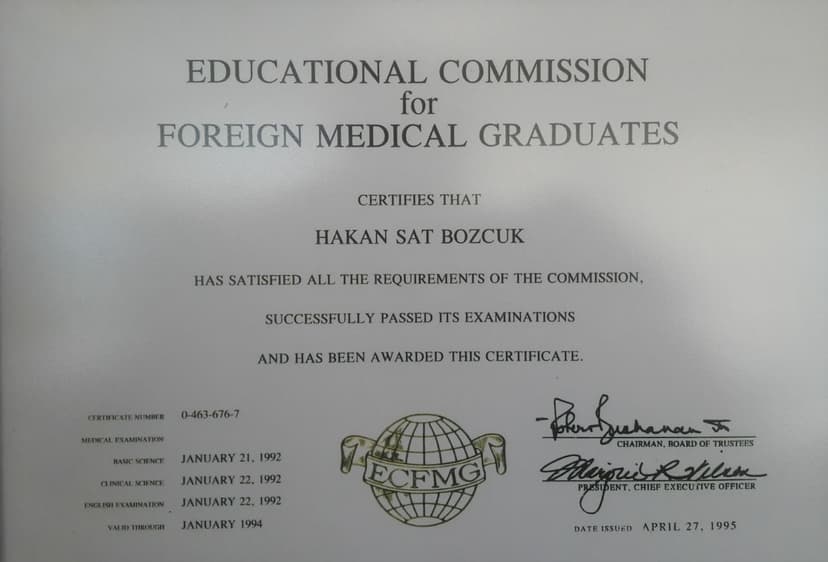 EDUCATIONAL COMMISSION
for
FOREIGN MEDICAL GRADUATES
CERTIFIES THAT
HAKAN SAT BOZCUK
HAS SATISFIED ALL THE REQUIREMENTS OF THE COMMISSION,
SUCCESSFULLY PASSED ITS EXAMINATIONS
AND HAS BEEN AWARDED THIS CERTIFICATE.
CERTIFICATE NUMBER 0-463-676-7
MEDICAL EXAMINATION
BASIC SCIENCE JANUARY 21, 1992
CLINICAL SCIENCE JANUARY 22, 1992
ENGLISH EXAMINATION JANUARY 22, 1992
VALID THROUGH JANUARY 1994
ECFMG
CHAIRMAN, BOARD OF TRUSTEES
PRESIDENT, CHIEF EXECUTIVE OFFICER
DATE ISSUED APRIL 27, 1995